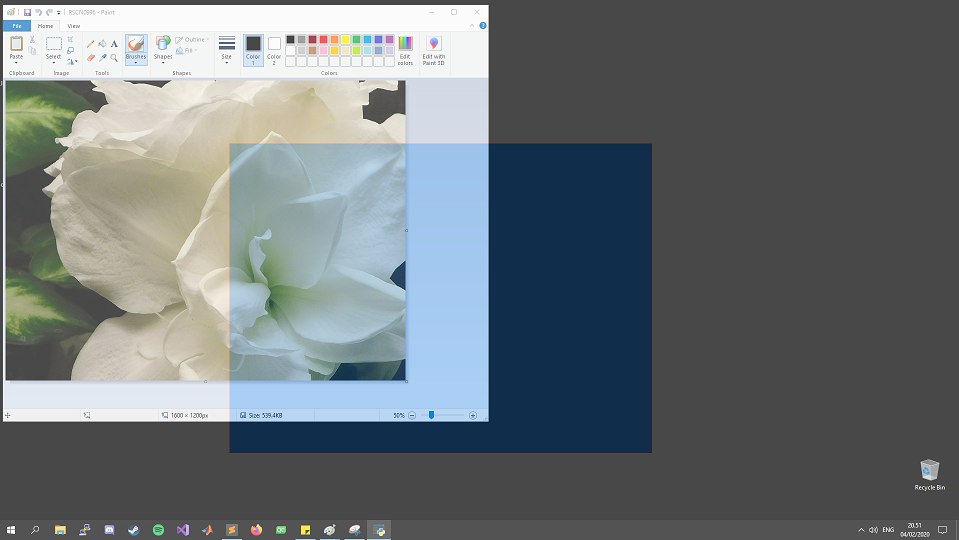 RSCN6996 - Paint
File Home View
Paste
Select
Brushes
Shapes
Outline
Fill
Size
Color
1
Color
2
Edit
colors
Edit with
Paint 3D
Clipboard
Image
Tools
Shapes
Colors
1600 × 1200px
Size: 539.4KB
50%
Recycle Bin
ENG
20.51
04/02/2020